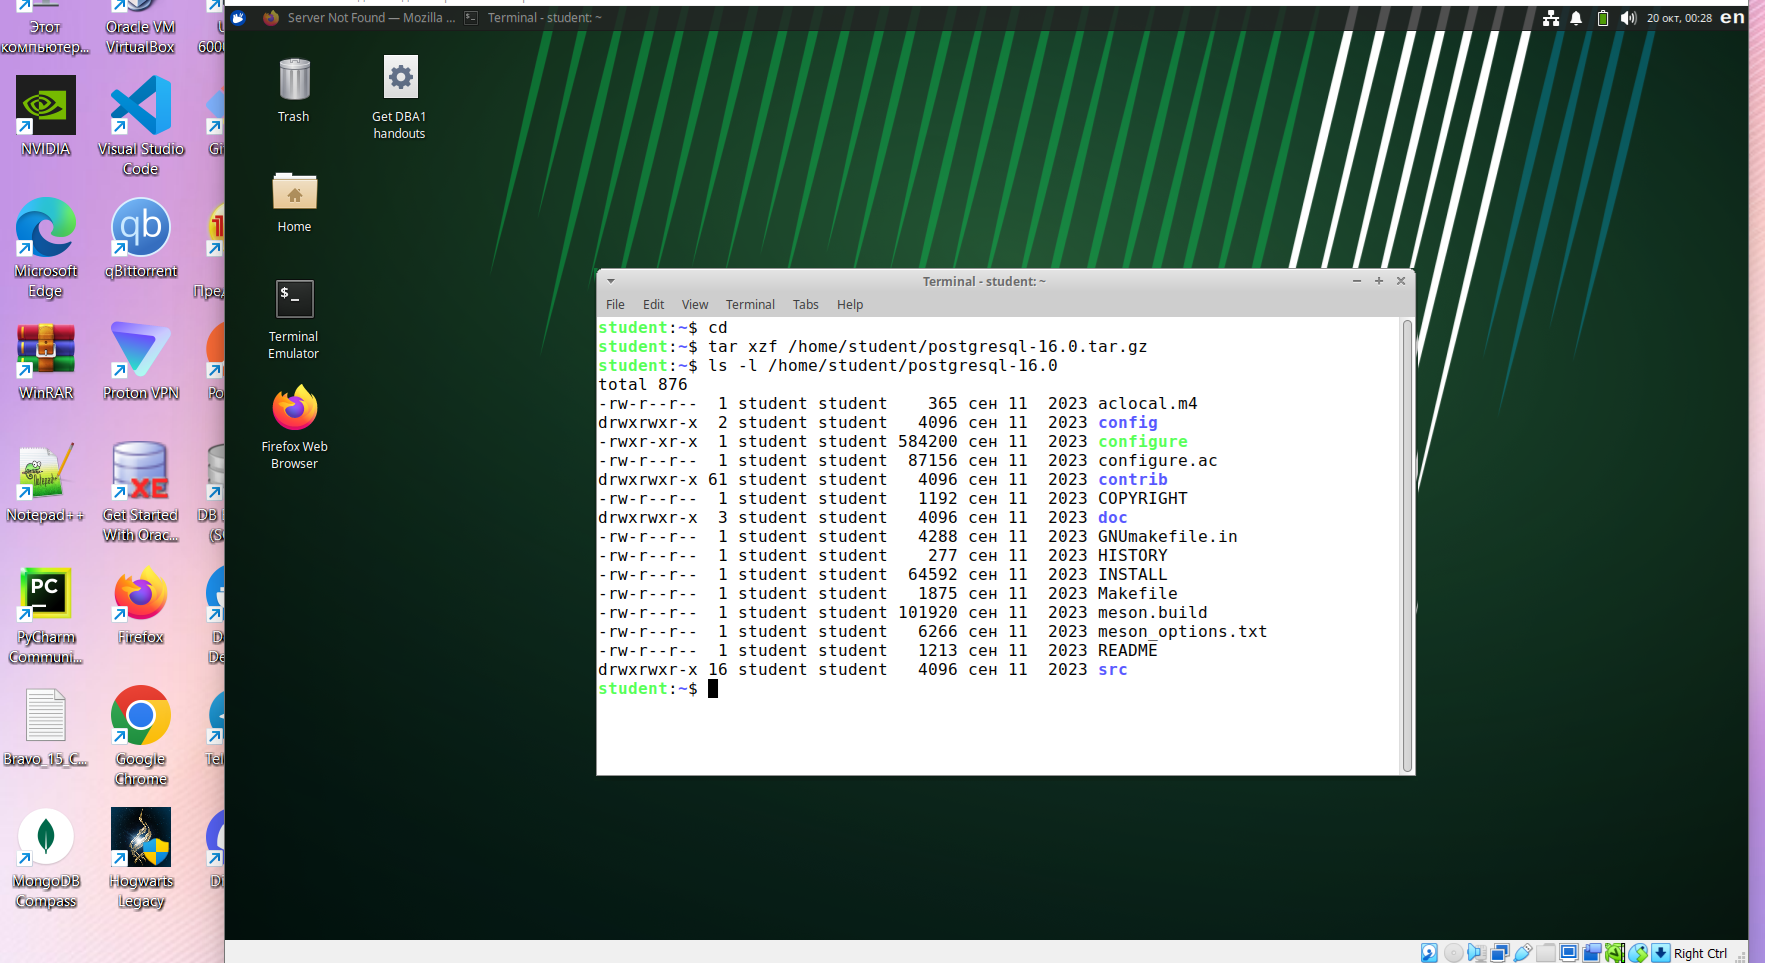 Этот
компьютер...
Oracle VM
VirtualBox
NVIDIA
Visual Studio
Code
Microsoft
Edge
qb
qBittorrent
WinRAR
Proton VPN
Notepad++
XE
Get Started
With Orac...
PC
PyCharm
Communi...
Firefox
Bravo_15_C...
Google
Chrome
MongoDB
Compass
Hogwarts
Legacy
Server Not Found — Mozilla ...
Terminal - student: ~
20 окт, 00:28
en
Trash
Get DBA1
handouts
Home
$_
Terminal
Emulator
Firefox Web
Browser
Terminal - student: ~
File Edit View Terminal Tabs Help
student:~$ cd
student:~$ tar xzf /home/student/postgresql-16.0.tar.gz
student:~$ ls -l /home/student/postgresql-16.0
total 876
-rw-r--r-- 1 student student 365 сен 11 2023 aclocal.m4
drwxrwxr-x 2 student student 4096 сен 11 2023 config
-rwxr-xr-x 1 student student 584200 сен 11 2023 configure
-rw-r--r-- 1 student student 87156 сен 11 2023 configure.ac
drwxrwxr-x 61 student student 4096 сен 11 2023 contrib
-rw-r--r-- 1 student student 1192 сен 11 2023 COPYRIGHT
drwxrwxr-x 3 student student 4096 сен 11 2023 doc
-rw-r--r-- 1 student student 4288 сен 11 2023 GNUmakefile.in
-rw-r--r-- 1 student student 277 сен 11 2023 HISTORY
-rw-r--r-- 1 student student 64592 сен 11 2023 INSTALL
-rw-r--r-- 1 student student 1875 сен 11 2023 Makefile
-rw-r--r-- 1 student student 101920 сен 11 2023 meson.build
-rw-r--r-- 1 student student 6266 сен 11 2023 meson_options.txt
-rw-r--r-- 1 student student 1213 сен 11 2023 README
drwxrwxr-x 16 student student 4096 сен 11 2023 src
student:~$
Right Ctrl